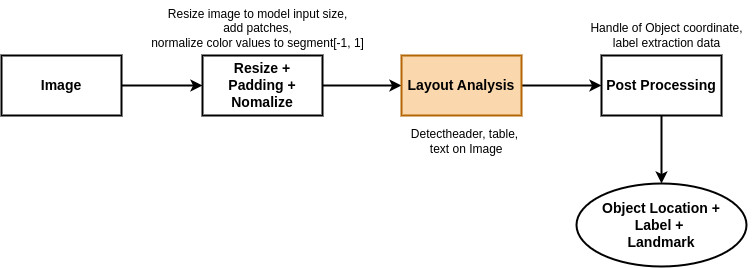 Resize image to model input size,
add patches,
normalize color values to segment[-1, 1]
Handle of Object coordinate,
label extraction data
Image
Resize +
Padding +
Nomalize
Layout Analysis
Post Processing
Detectheader, table,
text on Image
Object Location +
Label +
Landmark